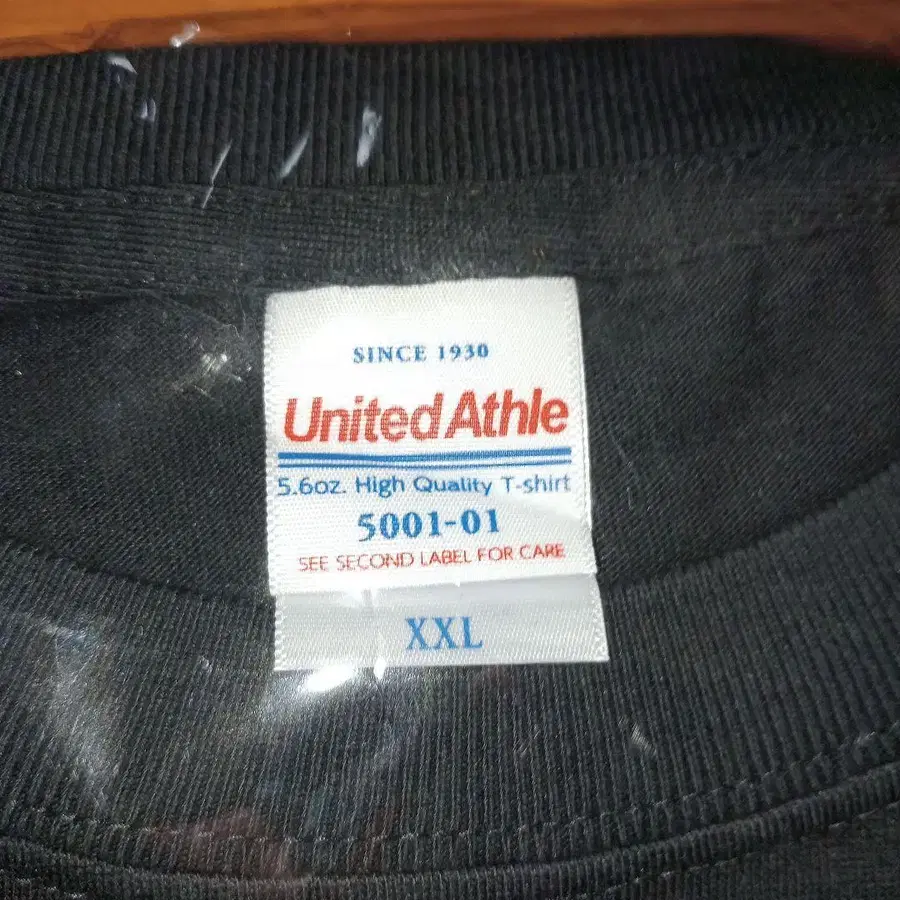 SINCE 1930
United Athle
5.6oz. High Quality T-shirt
5001-01
SEE SECOND LABEL FOR CARE
XXL